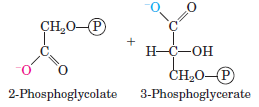 ⁻O O
CH₂O—Ⓟ C
C + H—C—OH
⁻O O CH₂O—Ⓟ
2-Phosphoglycolate 3-Phosphoglycerate